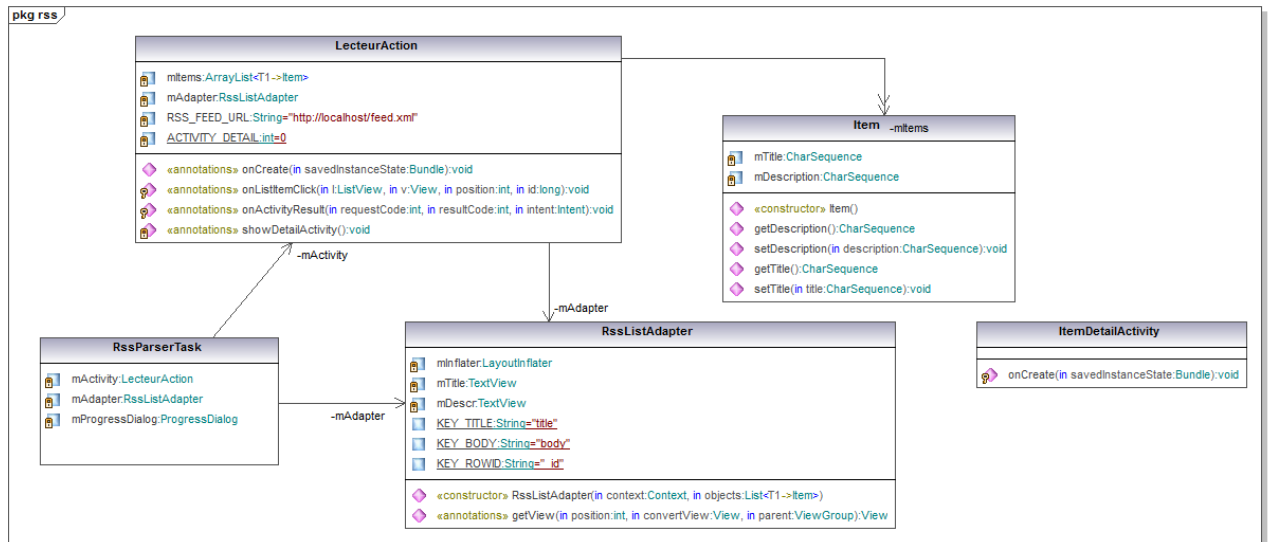 pkg rss
LecteurAction
mItems:ArrayList<T1->Item>
mAdapter:RssListAdapter
RSS_FEED_URL:String="http://localhost/feed.xml"
ACTIVITY_DETAIL:int=0
«annotations» onCreate(in savedInstanceState:Bundle):void
«annotations» onListItemClick(in l:ListView, in v:View, in position:int, in id:long):void
«annotations» onActivityResult(in requestCode:int, in resultCode:int, in intent:Intent):void
«annotations» showDetailActivity():void
Item
-mItems
mTitle:CharSequence
mDescription:CharSequence
«constructor» Item()
getDescription():CharSequence
setDescription(in description:CharSequence):void
getTitle():CharSequence
setTitle(in title:CharSequence):void
-mActivity
-mAdapter
RssParserTask
mActivity:LecteurAction
mAdapter:RssListAdapter
mProgressDialog:ProgressDialog
-mAdapter
RssListAdapter
mInflater:LayoutInflater
mTitle:TextView
mDescr:TextView
KEY_TITLE:String="title"
KEY_BODY:String="body"
KEY_ROWID:String="_id"
«constructor» RssListAdapter(in context:Context, in objects:List<T1->Item>)
«annotations» getView(in position:int, in convertView:View, in parent:ViewGroup):View
ItemDetailActivity
onCreate(in savedInstanceState:Bundle):void